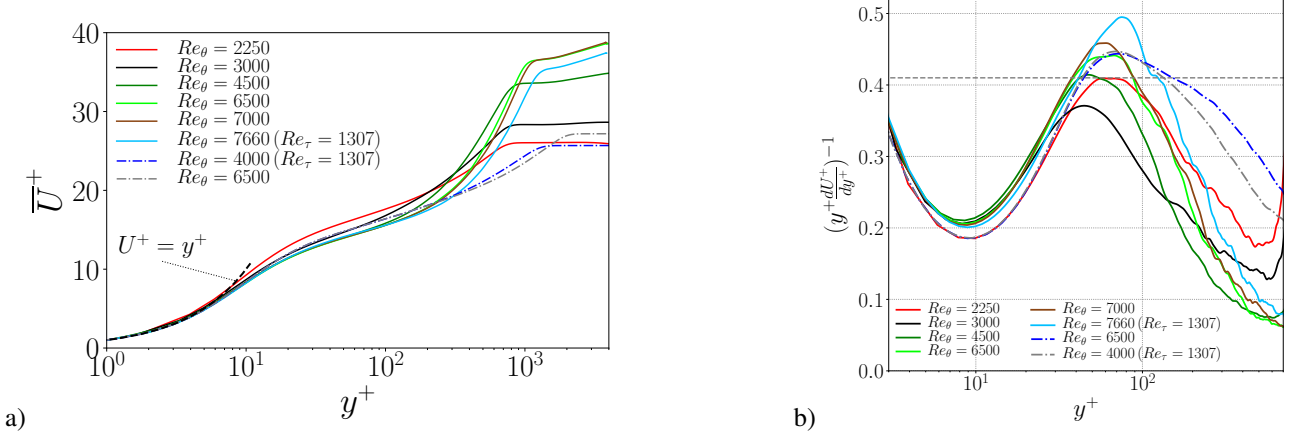 40
30
20
10
0
10⁰ 10¹ 10² 10³
y⁺
U̅⁺
Re_θ = 2250
Re_θ = 3000
Re_θ = 4500
Re_θ = 6500
Re_θ = 7000
Re_θ = 7660 (Re_τ = 1307)
Re_θ = 4000 (Re_τ = 1307)
Re_θ = 6500
U⁺ = y⁺
a)
0.5
0.4
0.3
0.2
0.1
0.0
10¹ 10²
y⁺
(y⁺ dU⁺/dy⁺)⁻¹
Re_θ = 2250
Re_θ = 3000
Re_θ = 4500
Re_θ = 6500
Re_θ = 7000
Re_θ = 7660 (Re_τ = 1307)
Re_θ = 6500
Re_θ = 4000 (Re_τ = 1307)
b)